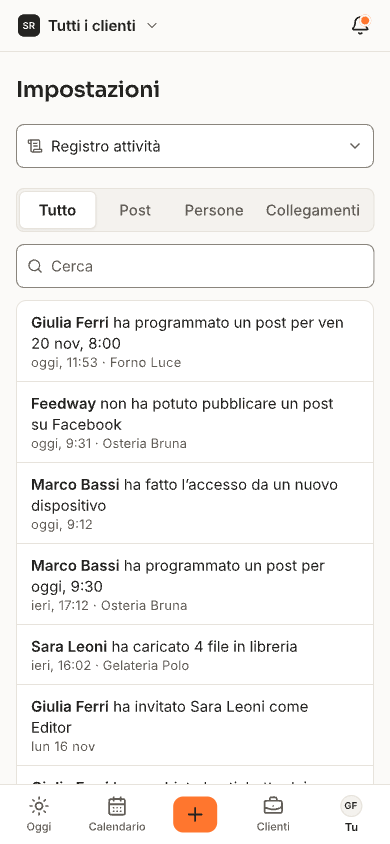 SR Tutti i clienti
Impostazioni
Registro attività
Tutto Post Persone Collegamenti
Cerca
Giulia Ferri ha programmato un post per ven
20 nov, 8:00
oggi, 11:53 · Forno Luce
Feedway non ha potuto pubblicare un post
su Facebook
oggi, 9:31 · Osteria Bruna
Marco Bassi ha fatto l’accesso da un nuovo
dispositivo
oggi, 9:12
Marco Bassi ha programmato un post per
oggi, 9:30
ieri, 17:12 · Osteria Bruna
Sara Leoni ha caricato 4 file in libreria
ieri, 16:02 · Gelateria Polo
Giulia Ferri ha invitato Sara Leoni come
Editor
lun 16 nov
GF
Oggi Calendario Clienti Tu